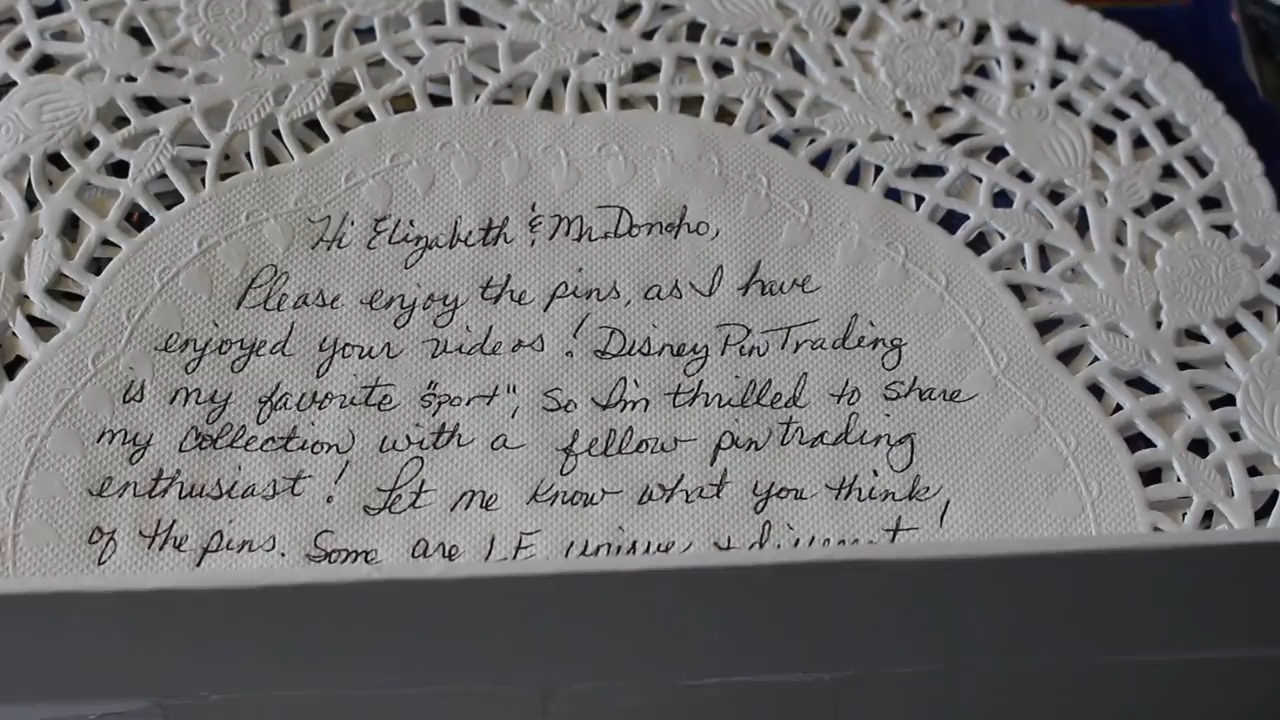 Hi Elizabeth & Mr. Donoho,
Please enjoy the pins, as I have
enjoyed your videos! Disney Pin Trading
is my favorite "sport", so I'm thrilled to share
my collection with a fellow pin trading
enthusiast! Let me know what you think
of the pins. Some are LE unique, &